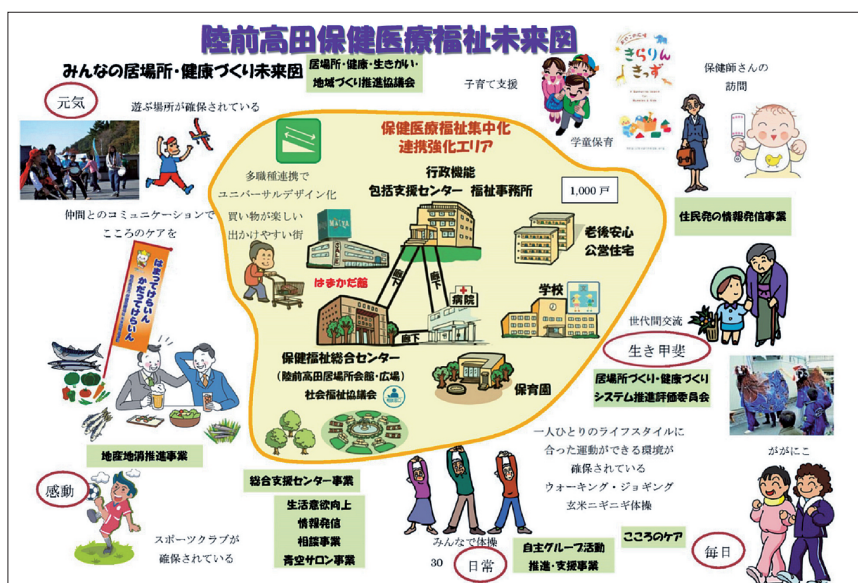 陸前高田保健医療福祉未来図
みんなの居場所・健康づくり未来図
居場所・健康・生きがい・
地域づくり推進協議会
元気
遊ぶ場所が確保されている
子育て支援
学童保育
きらりん
きっず
保健師さんの
訪問
保健医療福祉集中化
連携強化エリア
多職種連携で
ユニバーサルデザイン化
買い物が楽しい
出かけやすい街
行政機能
包括支援センター 福祉事務所
1,000戸
MAIYA
老後安心
公営住宅
住民発の情報発信事業
仲間とのコミュニケーションで
こころのケアを
はまってけらいん
かだってけらいん
はまかだ館
廊下
廊下
廊下
病院
学校
保健福祉総合センター
(陸前高田居場所会館・広場)
社会福祉協議会
保育園
世代間交流
生き甲斐
居場所づくり・健康づくり
システム推進評価委員会
ががにこ
地産地消推進事業
感動
スポーツクラブが
確保されている
総合支援センター事業
生活意欲向上
情報発信
相談事業
青空サロン事業
一人ひとりのライフスタイルに
合った運動ができる環境が
確保されている
ウォーキング・ジョギング
玄米ニギニギ体操
みんなで体操
30
日常
自主グループ活動
推進・支援事業
こころのケア
毎日